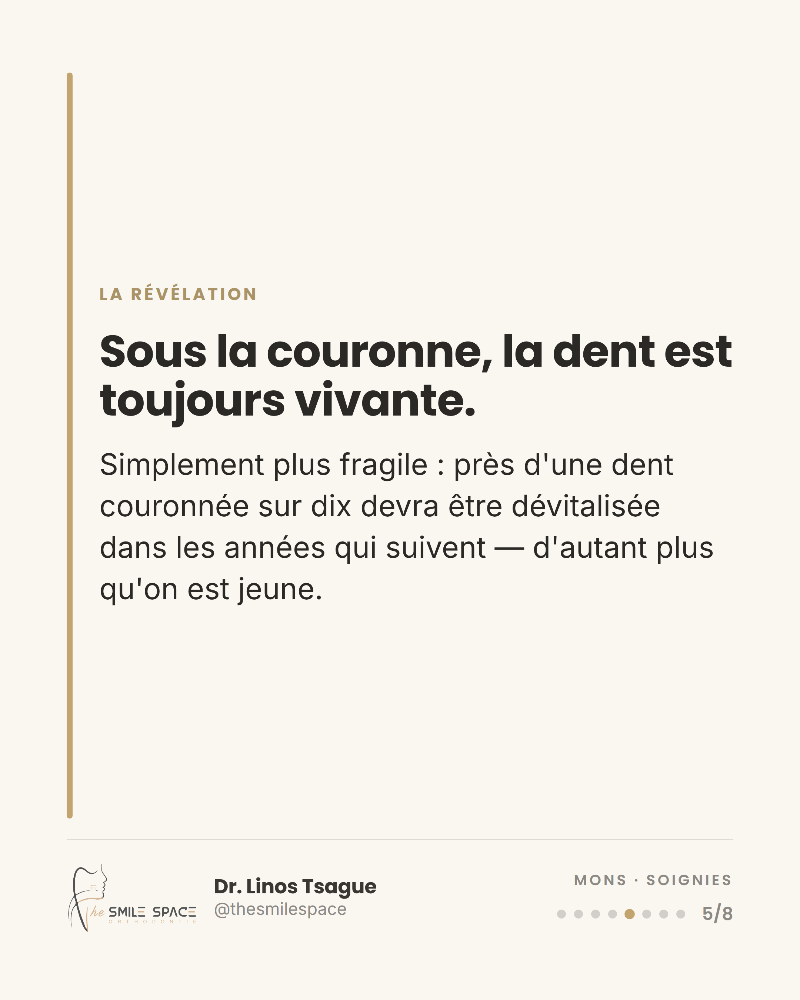 LA RÉVÉLATION
Sous la couronne, la dent est
toujours vivante.
Simplement plus fragile : près d'une dent
couronnée sur dix devra être dévitalisée
dans les années qui suivent — d'autant plus
qu'on est jeune.
he SMILE SPACE
ORTHODONTIE
Dr. Linos Tsague
@thesmilespace
MONS · SOIGNIES
5/8